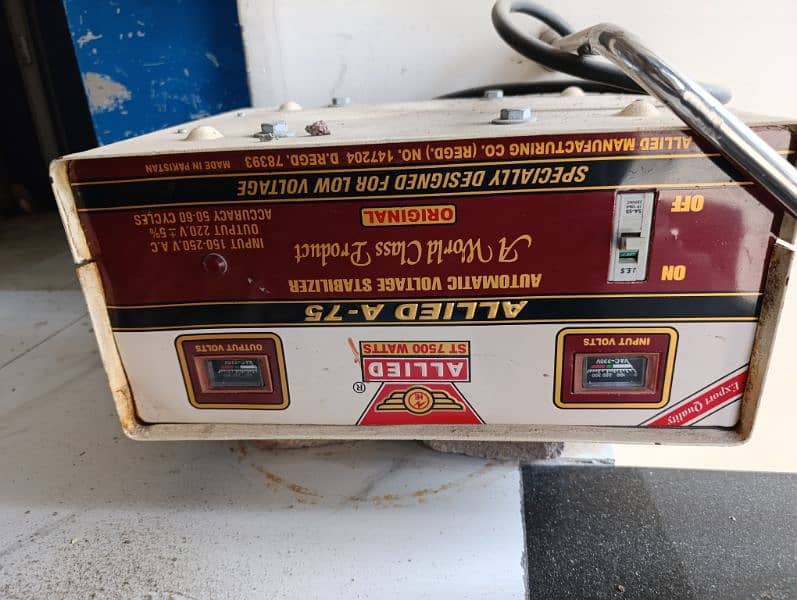 INPUT VOLTS
OUTPUT VOLTS
VAC-330V
®
ALLIED
ST 7500 WATTS
Export Quality
ALLIED A-75
AUTOMATIC VOLTAGE STABILIZER
A World Class Product
ORIGINAL
INPUT 150-250.V A.C
OUTPUT 220.V.± 5%
ACCURACY 50-60 CYCLES
ON
OFF
J.E.S
SPECIALLY DESIGNED FOR LOW VOLTAGE
ALLIED MANUFACTURING CO. (REGD.) NO. 147204 D.REGD. 78393 MADE IN PAKISTAN